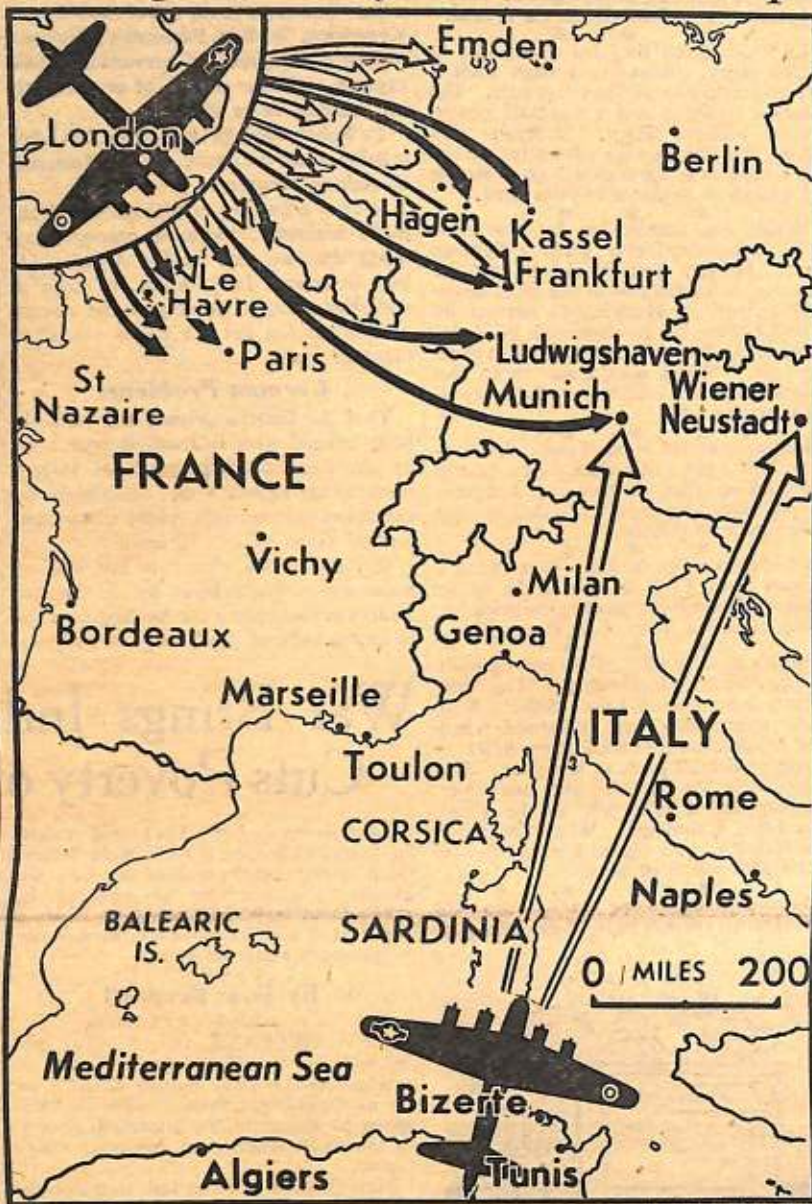 Emden
London
Berlin
Hagen
Kassel
Frankfurt
Le
Havre
Paris
Ludwigshaven
St
Nazaire
Munich
Wiener
Neustadt
FRANCE
Vichy
Milan
Bordeaux
Genoa
Marseille
ITALY
Toulon
Rome
CORSICA
Naples
BALEARIC
IS.
SARDINIA
0 MILES 200
Mediterranean Sea
Bizerte
Algiers
Tunis